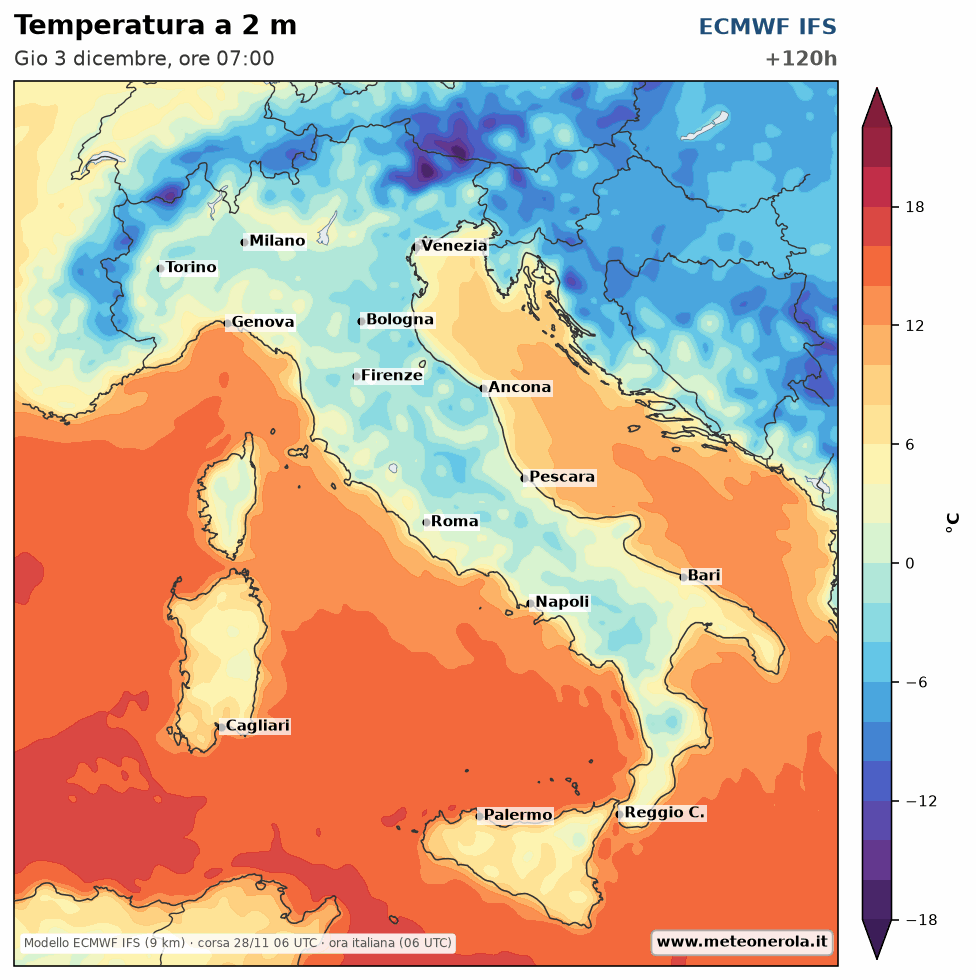 Temperatura a 2 m
ECMWF IFS
Gio 3 dicembre, ore 07:00
+120h
Milano
Venezia
Torino
Genova
Bologna
Firenze
Ancona
Pescara
Roma
Bari
Napoli
Cagliari
Palermo
Reggio C.
18
12
6
0
−6
−12
−18
°C
Modello ECMWF IFS (9 km) · corsa 28/11 06 UTC · ora italiana (06 UTC)
www.meteonerola.it